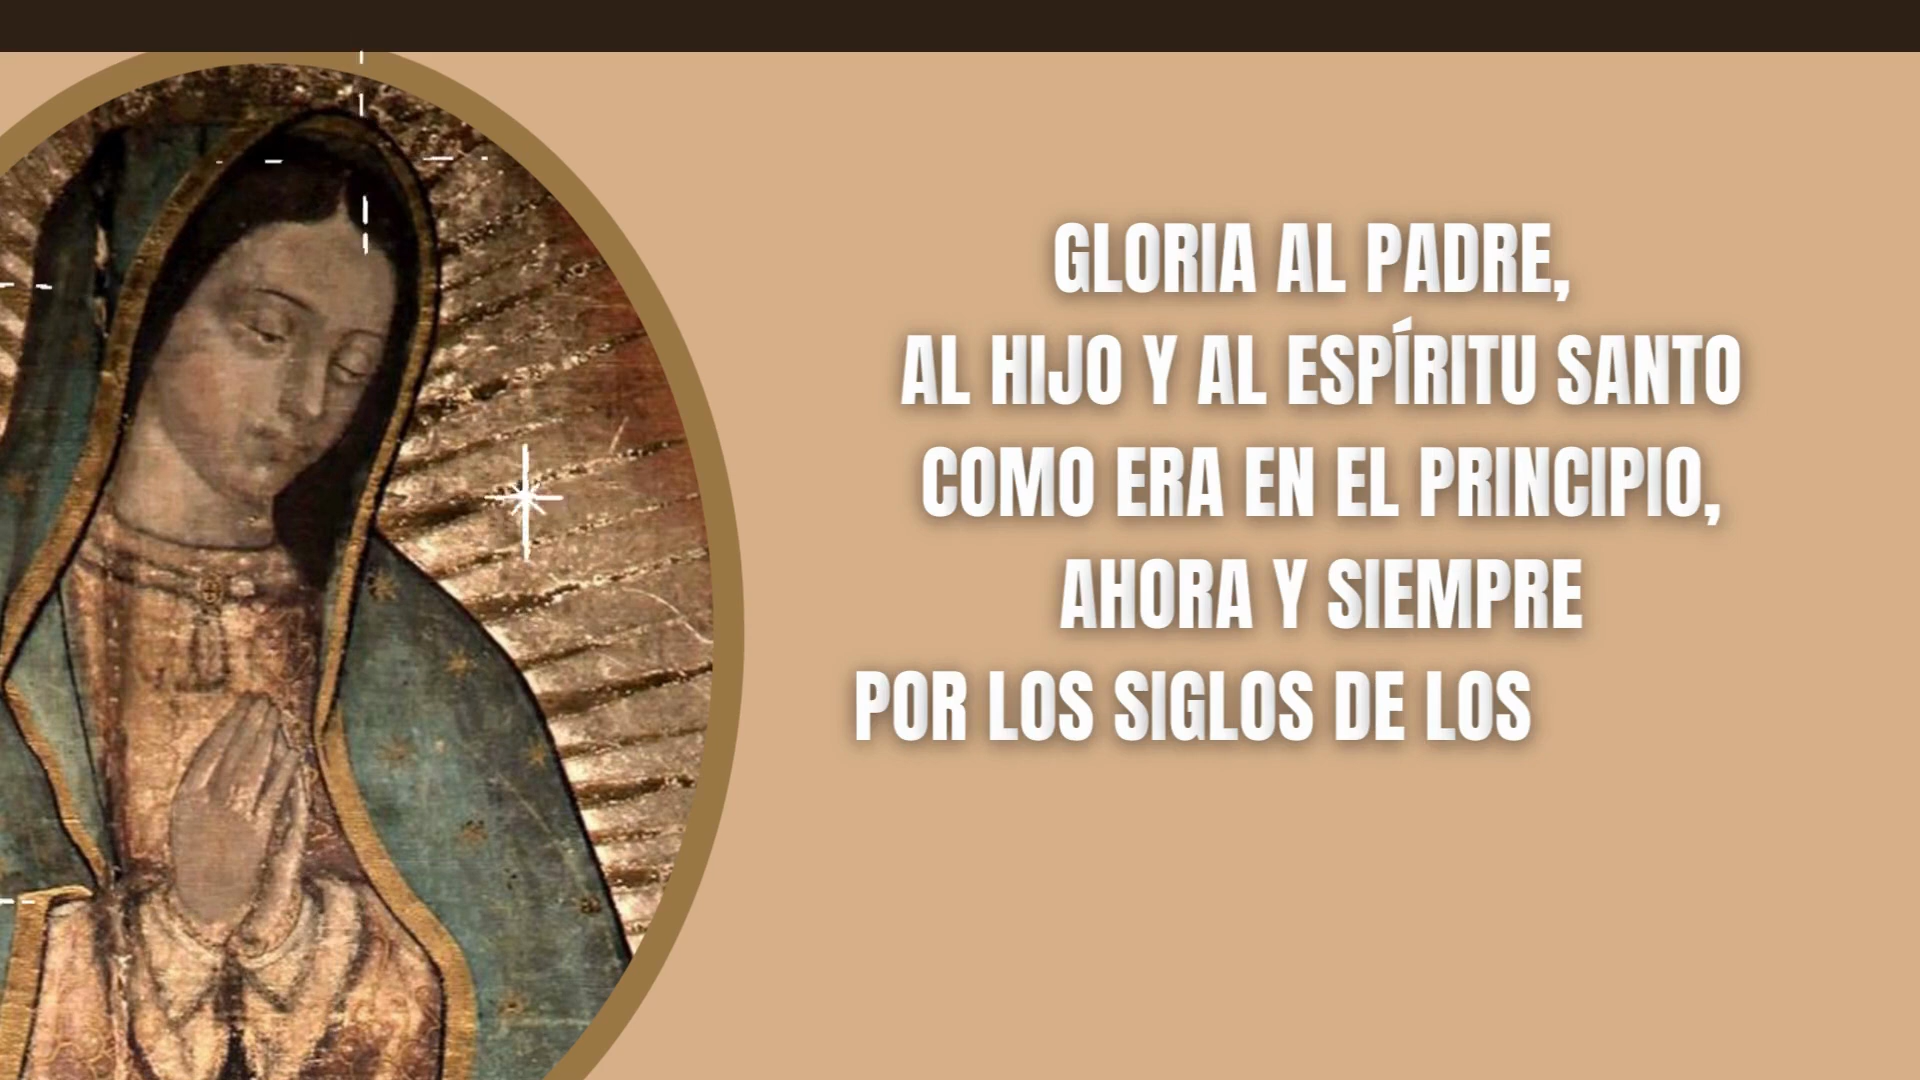 GLORIA AL PADRE,
AL HIJO Y AL ESPÍRITU SANTO
COMO ERA EN EL PRINCIPIO,
AHORA Y SIEMPRE
POR LOS SIGLOS DE LOS